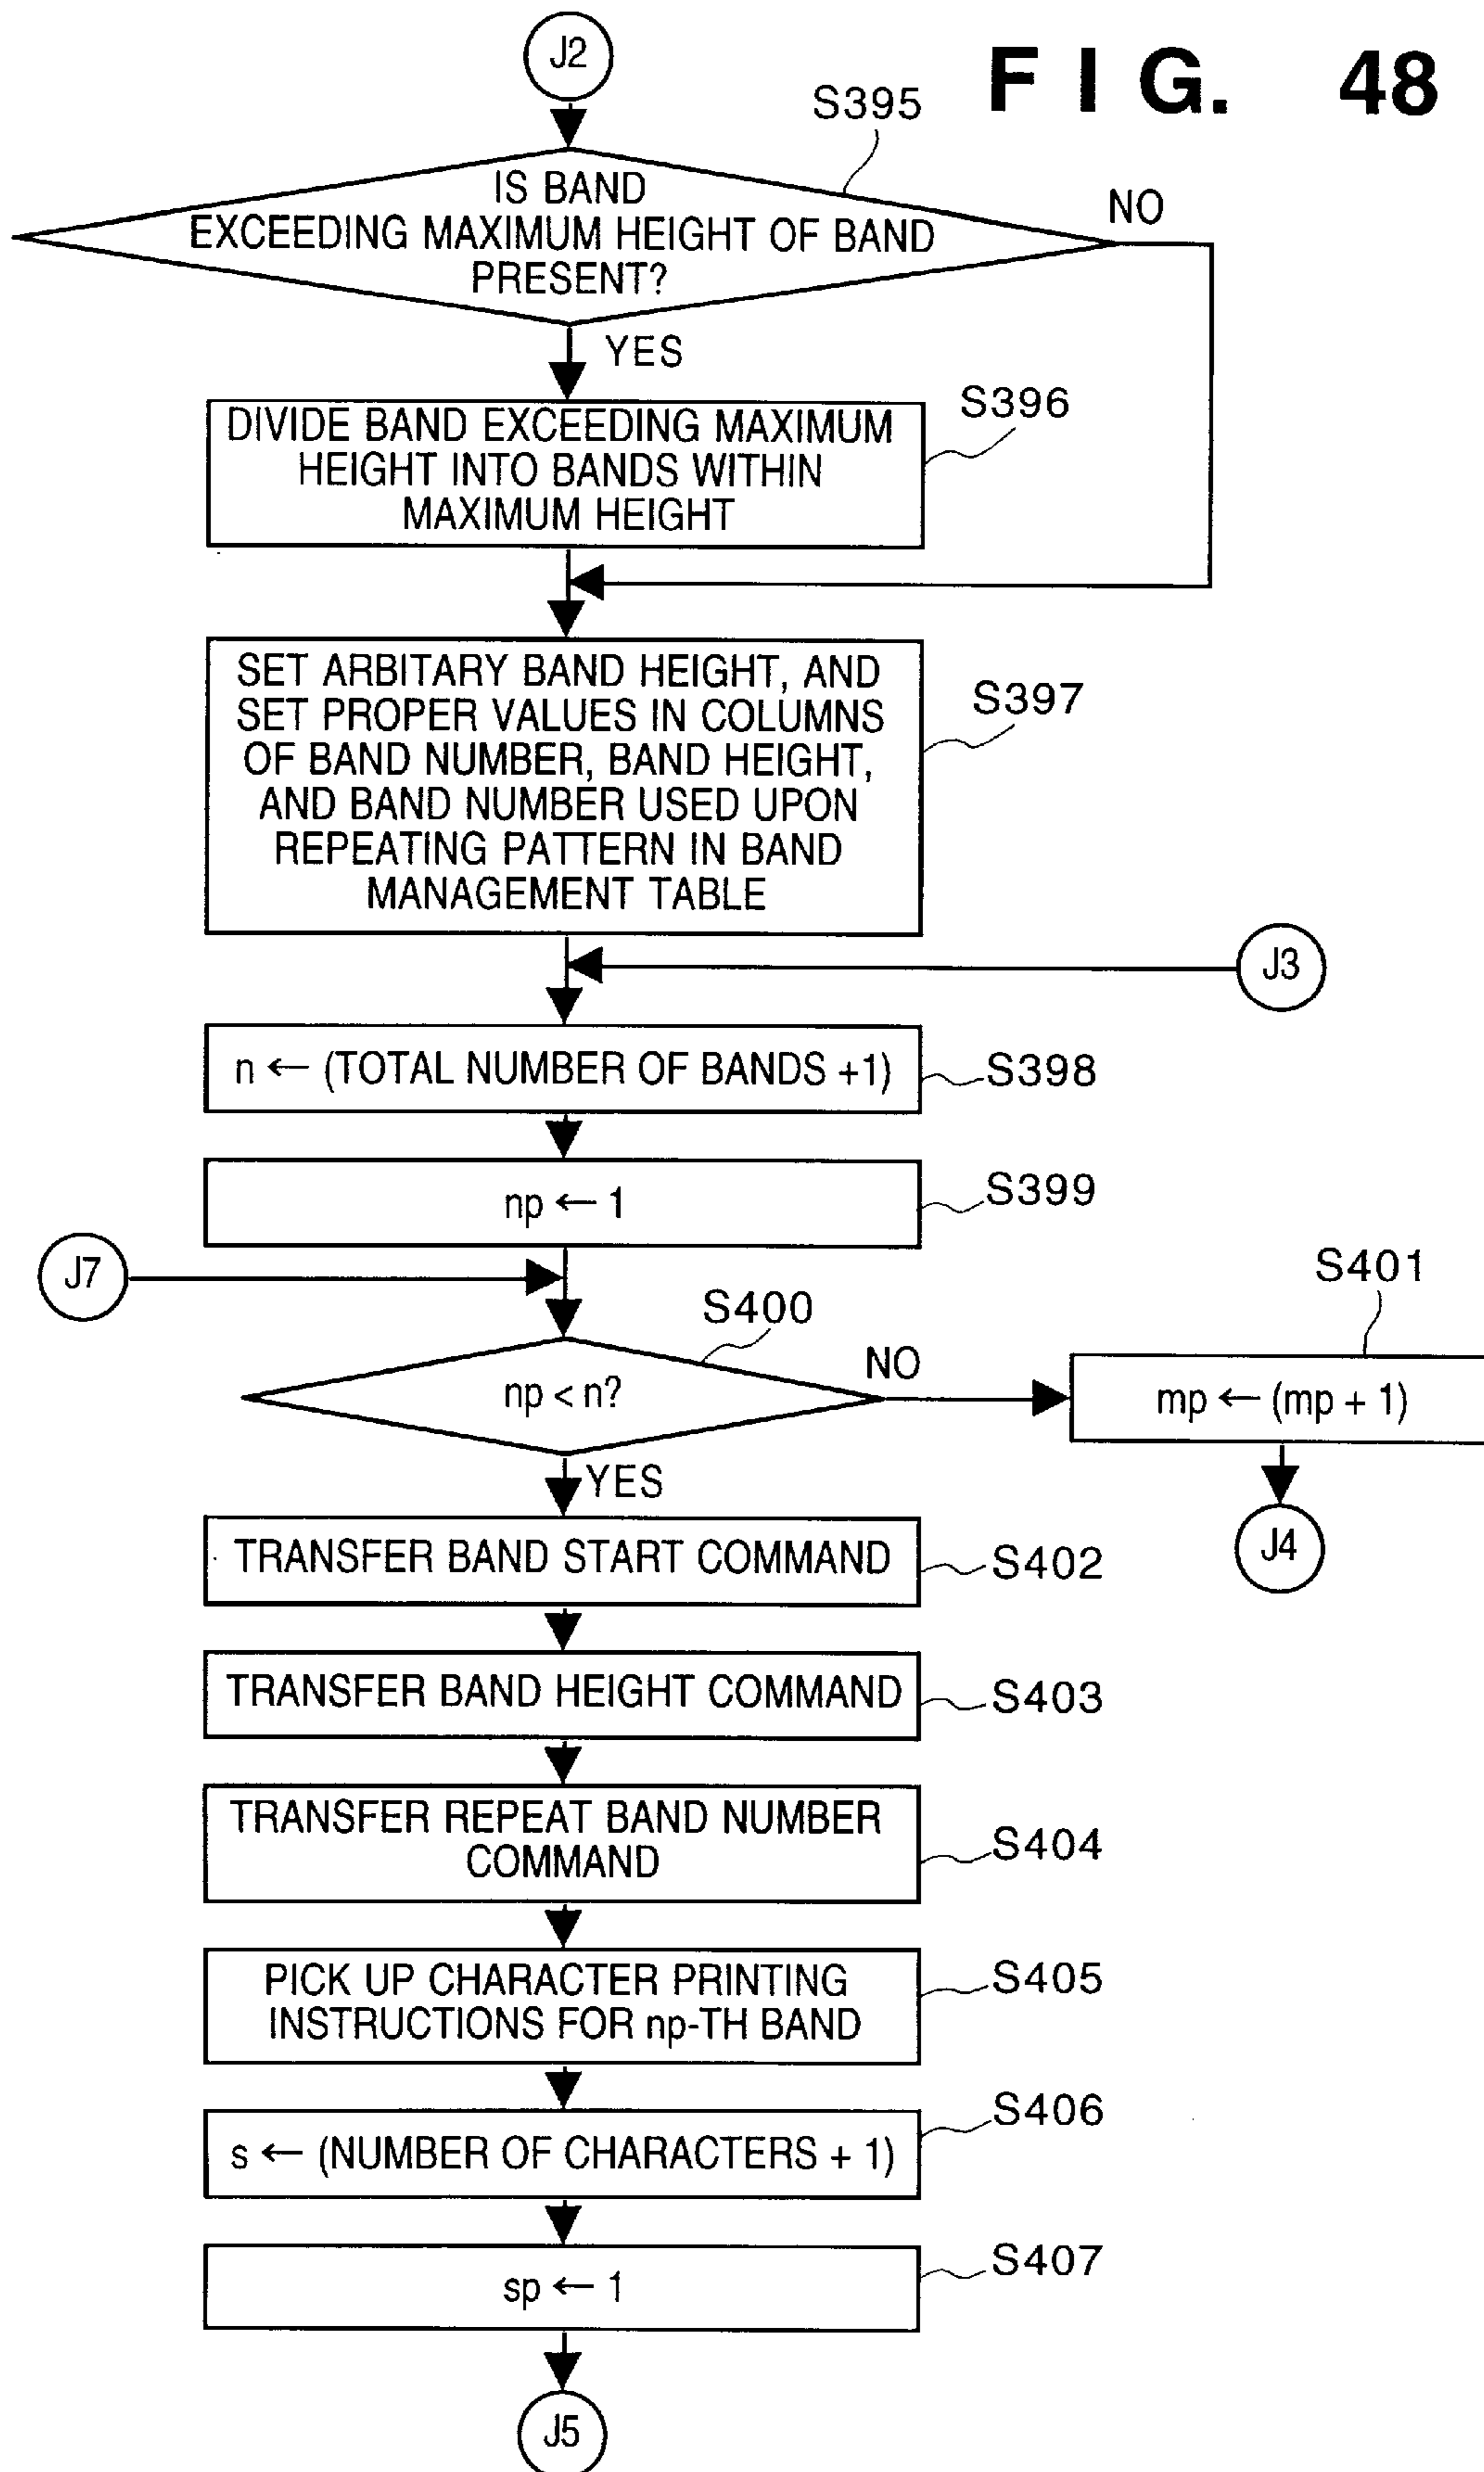 J2
FIG. 48
S395
IS BAND
EXCEEDING MAXIMUM HEIGHT OF BAND
PRESENT?
NO
YES
S396
DIVIDE BAND EXCEEDING MAXIMUM
HEIGHT INTO BANDS WITHIN
MAXIMUM HEIGHT
S397
SET ARBITARY BAND HEIGHT, AND
SET PROPER VALUES IN COLUMNS
OF BAND NUMBER, BAND HEIGHT,
AND BAND NUMBER USED UPON
REPEATING PATTERN IN BAND
MANAGEMENT TABLE
J3
n ← (TOTAL NUMBER OF BANDS +1)
S398
np ← 1
S399
J7
S400
np < n?
NO
S401
mp ← (mp + 1)
J4
YES
TRANSFER BAND START COMMAND
S402
TRANSFER BAND HEIGHT COMMAND
S403
TRANSFER REPEAT BAND NUMBER
COMMAND
S404
PICK UP CHARACTER PRINTING
INSTRUCTIONS FOR np-TH BAND
S405
s ← (NUMBER OF CHARACTERS + 1)
S406
sp ← 1
S407
J5